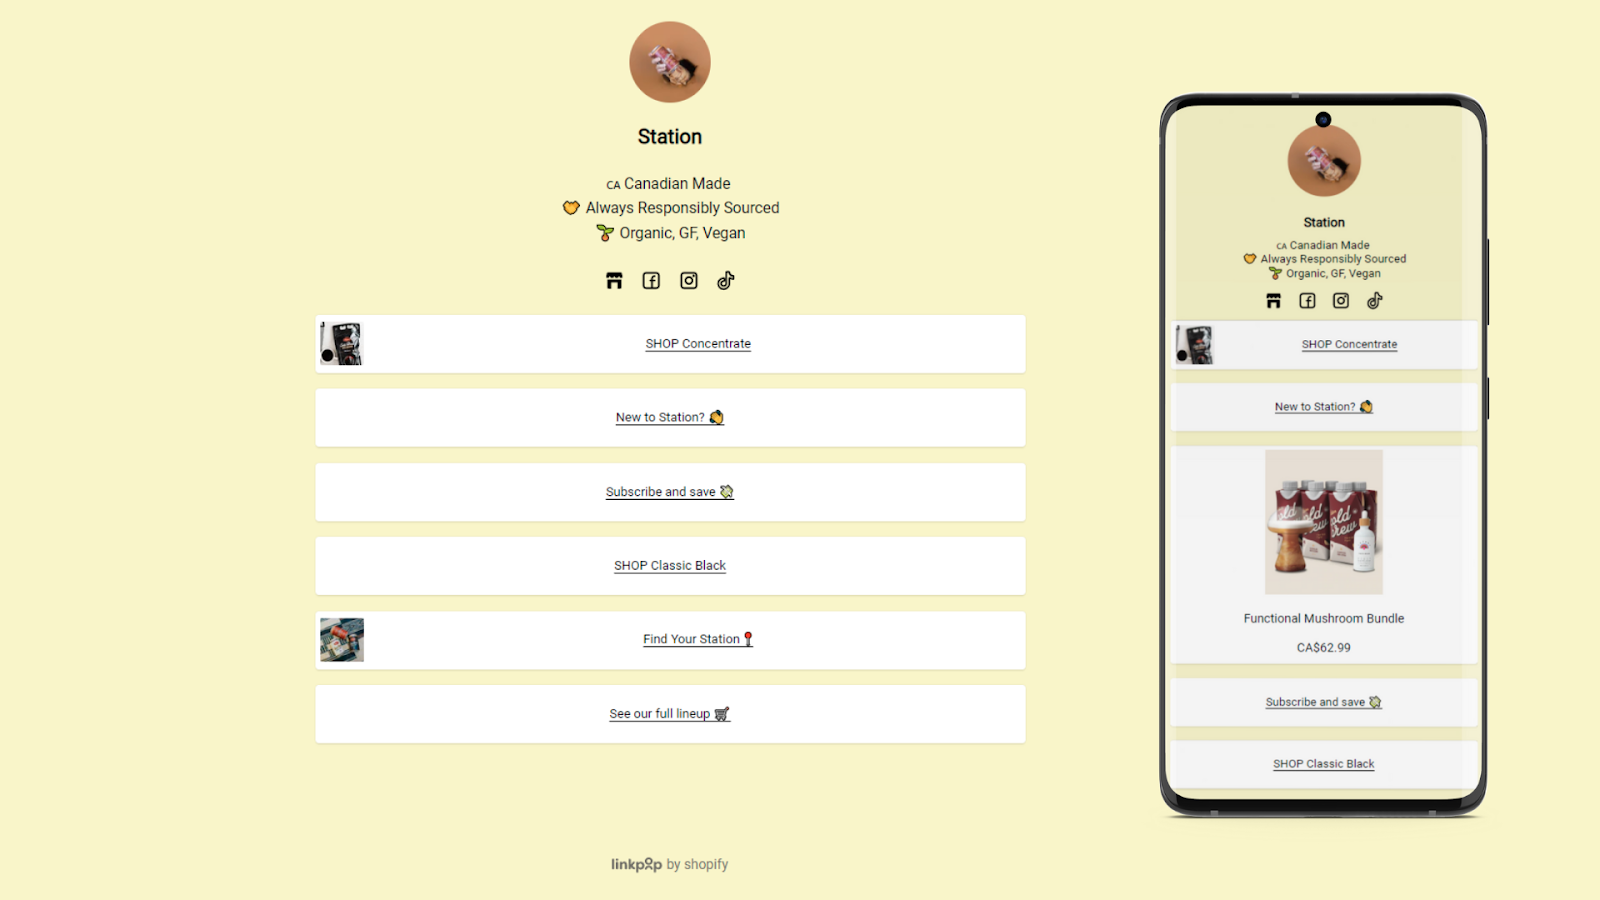 Station
CA Canadian Made
Always Responsibly Sourced
Organic, GF, Vegan
SHOP Concentrate
New to Station?
Subscribe and save
SHOP Classic Black
Find Your Station
See our full lineup
linkpop by shopify
Station
CA Canadian Made
Always Responsibly Sourced
Organic, GF, Vegan
SHOP Concentrate
New to Station?
Functional Mushroom Bundle
CA$62.99
Subscribe and save
SHOP Classic Black